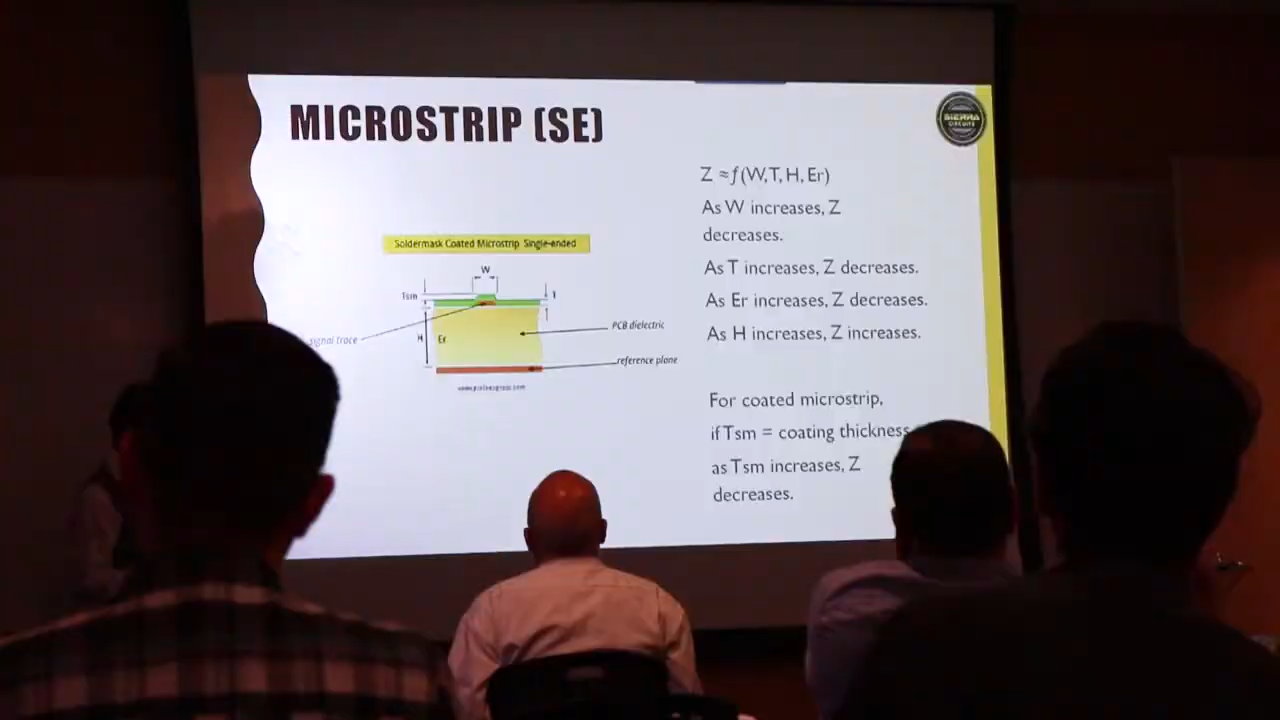 MICROSTRIP (SE)
SIERRA
CIRCUITS
Z ≈ƒ(W,T, H, Er)
As W increases, Z
decreases.
As T increases, Z decreases.
As Er increases, Z decreases.
As H increases, Z increases.
For coated microstrip,
if Tsm = coating thickness
as Tsm increases, Z
decreases.
Soldermask Coated Microstrip Single-ended
W
Tsm
T
signal trace
H
Er
PCB dielectric
reference plane